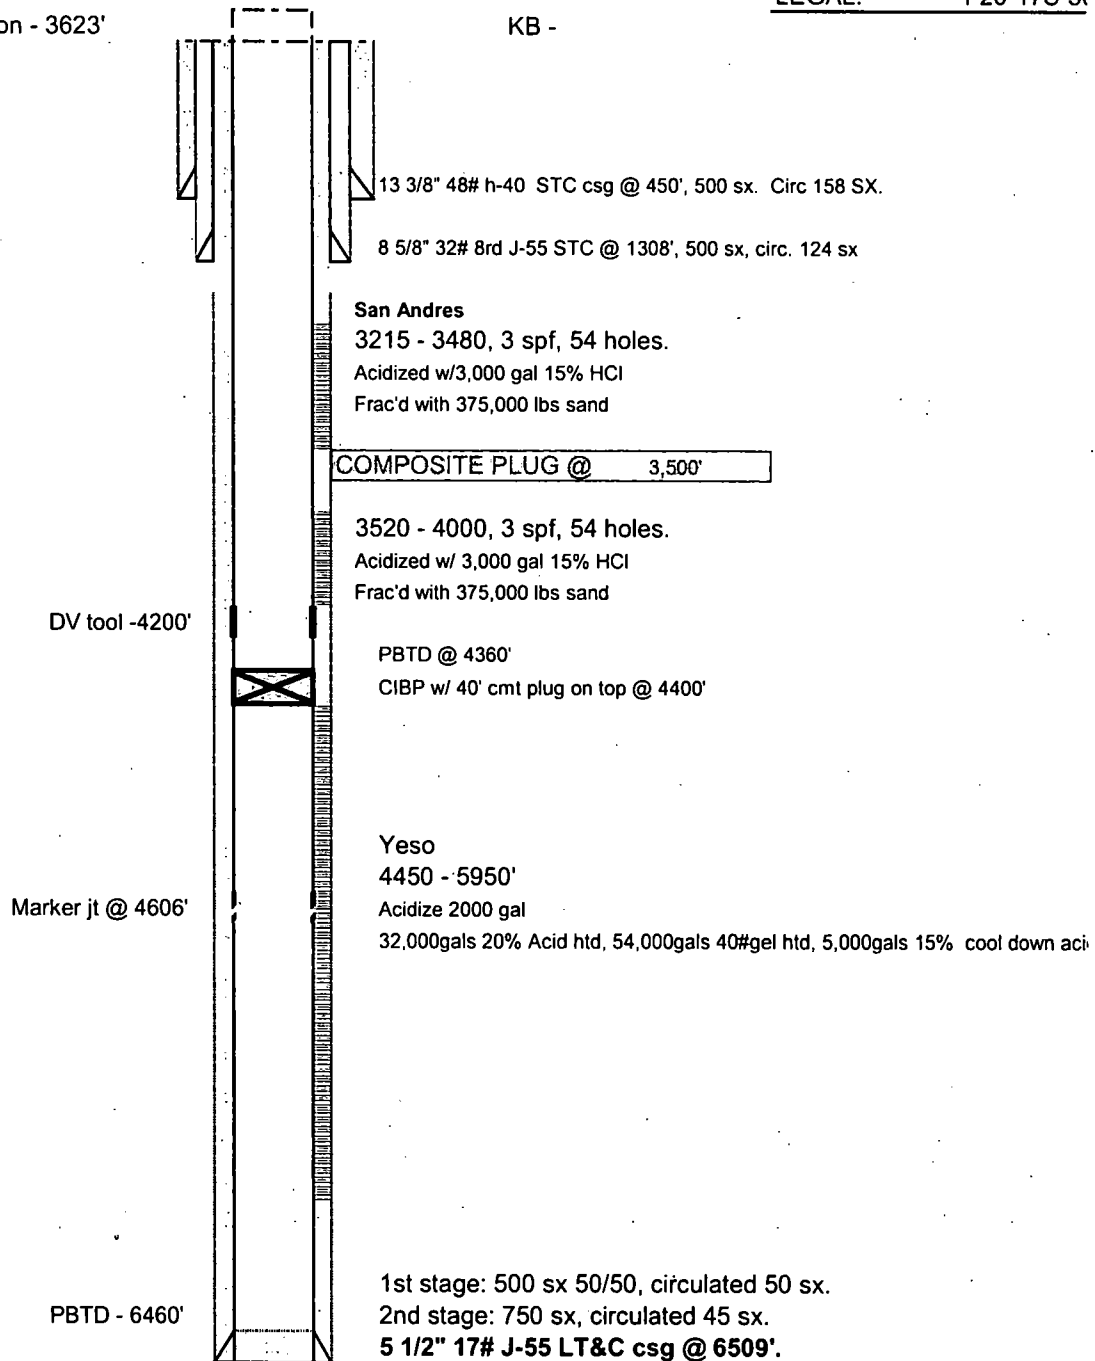 on - 3623'
KB -
LEGAL:
13 3/8" 48# h-40 STC csg @ 450', 500 sx. Circ 158 SX.
8 5/8" 32# 8rd J-55 STC @ 1308', 500 sx, circ. 124 sx
San Andres
3215 - 3480, 3 spf, 54 holes.
Acidized w/3,000 gal 15% HCl
Frac'd with 375,000 lbs sand
COMPOSITE PLUG @ 3,500'
3520 - 4000, 3 spf, 54 holes.
Acidized w/ 3,000 gal 15% HCl
Frac'd with 375,000 lbs sand
DV tool -4200'
PBTD @ 4360'
CIBP w/ 40' cmt plug on top @ 4400'
Yeso
4450 - 5950'
Marker jt @ 4606'
Acidize 2000 gal
32,000gals 20% Acid htd, 54,000gals 40#gel htd, 5,000gals 15% cool down aci
1st stage: 500 sx 50/50, circulated 50 sx.
PBTD - 6460'
2nd stage: 750 sx, circulated 45 sx.
5 1/2" 17# J-55 LT&C csg @ 6509'.